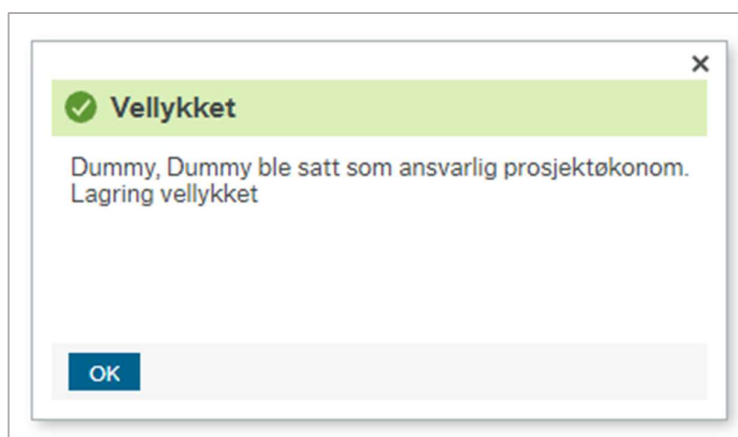 Vellykket
Dummy, Dummy ble satt som ansvarlig prosjektøkonom.
Lagring vellykket
OK